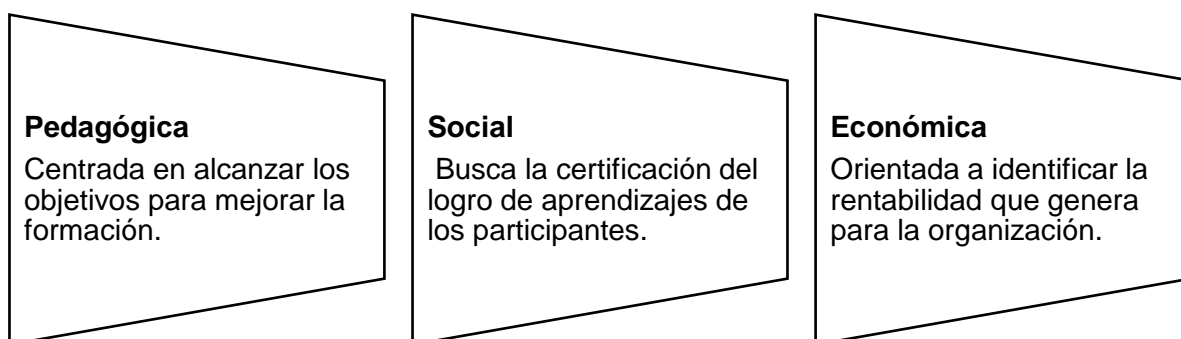 Pedagógica
Centrada en alcanzar los
objetivos para mejorar la
formación.
Social
Busca la certificación del
logro de aprendizajes de
los participantes.
Económica
Orientada a identificar la
rentabilidad que genera
para la organización.